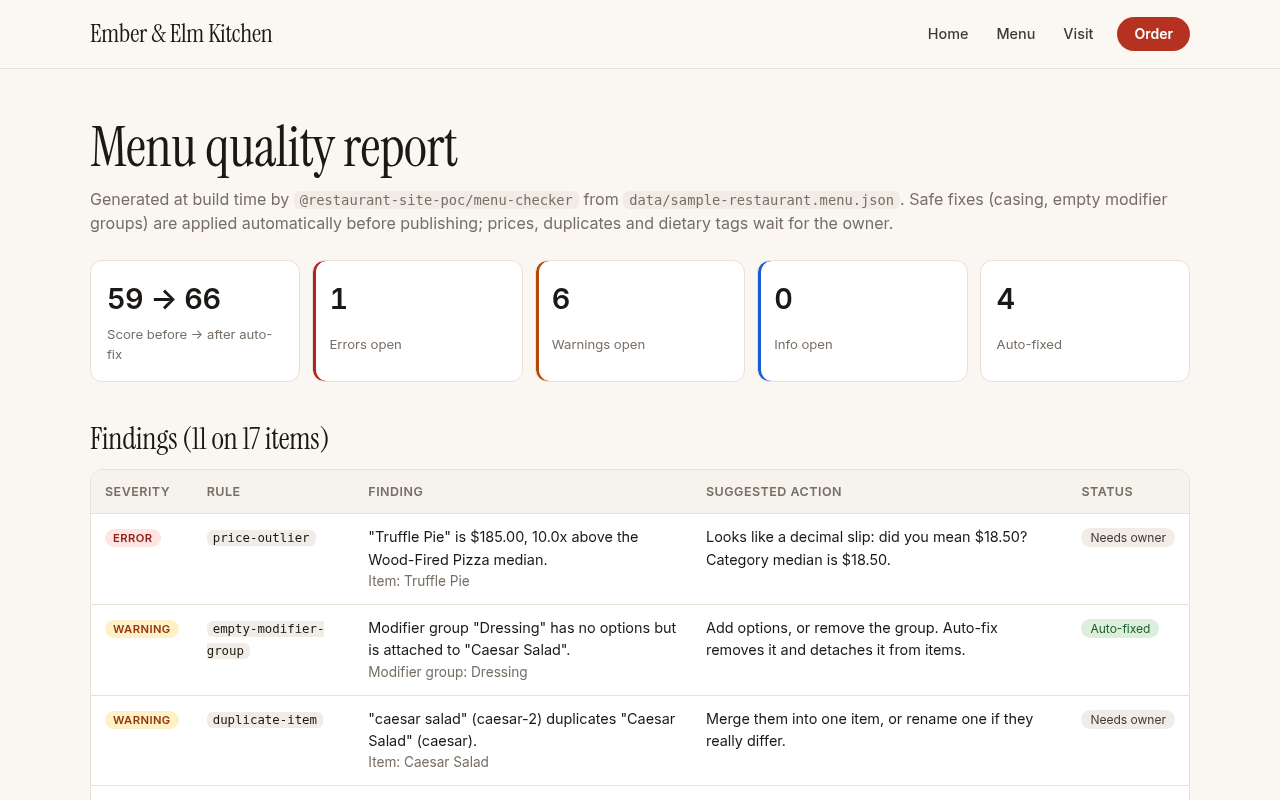 Ember & Elm Kitchen
Home Menu Visit Order
Menu quality report
Generated at build time by @restaurant-site-poc/menu-checker from data/sample-restaurant.menu.json. Safe fixes (casing, empty modifier
groups) are applied automatically before publishing; prices, duplicates and dietary tags wait for the owner.
59 → 66
Score before → after auto-
fix
1
Errors open
6
Warnings open
0
Info open
4
Auto-fixed
Findings (11 on 17 items)
SEVERITY RULE FINDING SUGGESTED ACTION STATUS
ERROR
price-outlier
"Truffle Pie" is $185.00, 10.0x above the
Wood-Fired Pizza median.
Item: Truffle Pie
Looks like a decimal slip: did you mean $18.50?
Category median is $18.50.
Needs owner
WARNING
empty-modifier-
group
Modifier group "Dressing" has no options but
is attached to "Caesar Salad".
Modifier group: Dressing
Add options, or remove the group. Auto-fix
removes it and detaches it from items.
Auto-fixed
WARNING
duplicate-item
"caesar salad" (caesar-2) duplicates "Caesar
Salad" (caesar).
Item: Caesar Salad
Merge them into one item, or rename one if they
really differ.
Needs owner